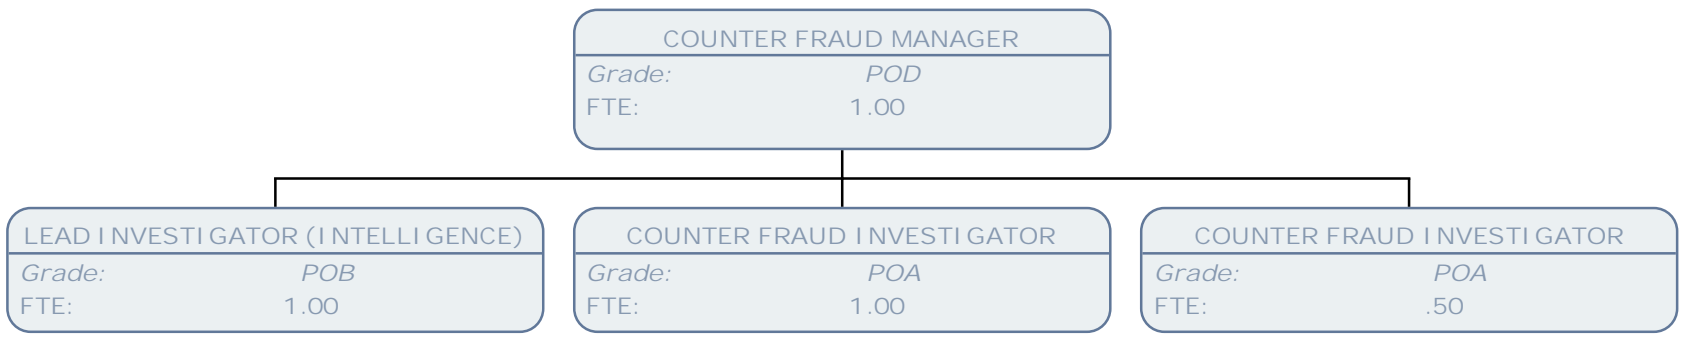 COUNTER FRAUD MANAGER
Grade: POD
FTE: 1.00
LEAD INVESTIGATOR (INTELLIGENCE)
Grade: POB
FTE: 1.00
COUNTER FRAUD INVESTIGATOR
Grade: POA
FTE: 1.00
COUNTER FRAUD INVESTIGATOR
Grade: POA
FTE: .50